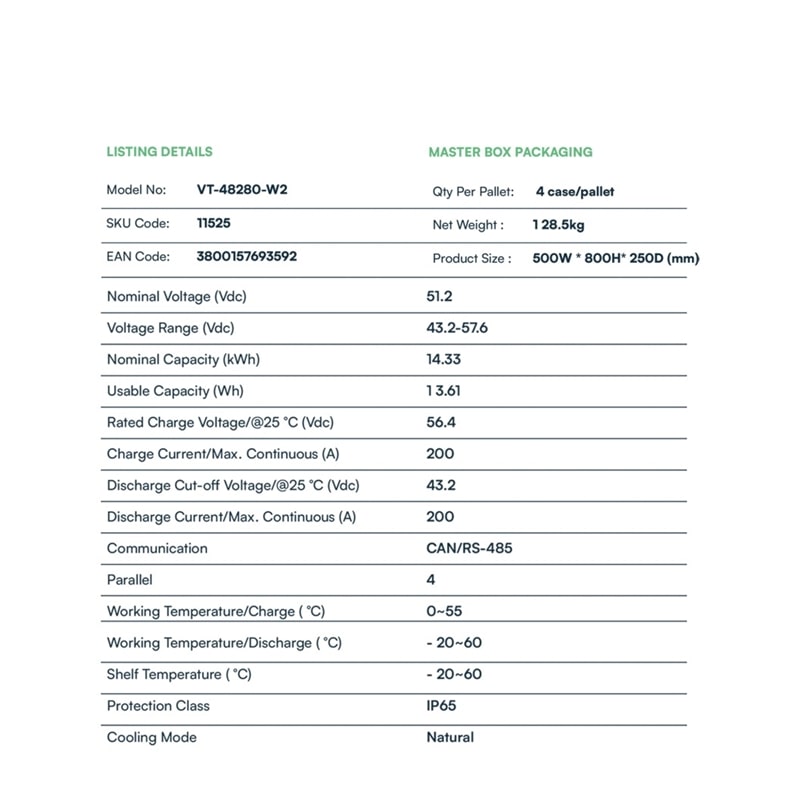 LISTING DETAILS MASTER BOX PACKAGING
Model No: VT-48280-W2 Qty Per Pallet: 4 case/pallet
SKU Code: 11525 Net Weight : 1 28.5kg
EAN Code: 3800157693592 Product Size : 500W * 800H* 250D (mm)
Nominal Voltage (Vdc) 51.2
Voltage Range (Vdc) 43.2-57.6
Nominal Capacity (kWh) 14.33
Usable Capacity (Wh) 1 3.61
Rated Charge Voltage/@25 °C (Vdc) 56.4
Charge Current/Max. Continuous (A) 200
Discharge Cut-off Voltage/@25 °C (Vdc) 43.2
Discharge Current/Max. Continuous (A) 200
Communication CAN/RS-485
Parallel 4
Working Temperature/Charge ( °C) 0~55
Working Temperature/Discharge ( °C) - 20~60
Shelf Temperature ( °C) - 20~60
Protection Class IP65
Cooling Mode Natural